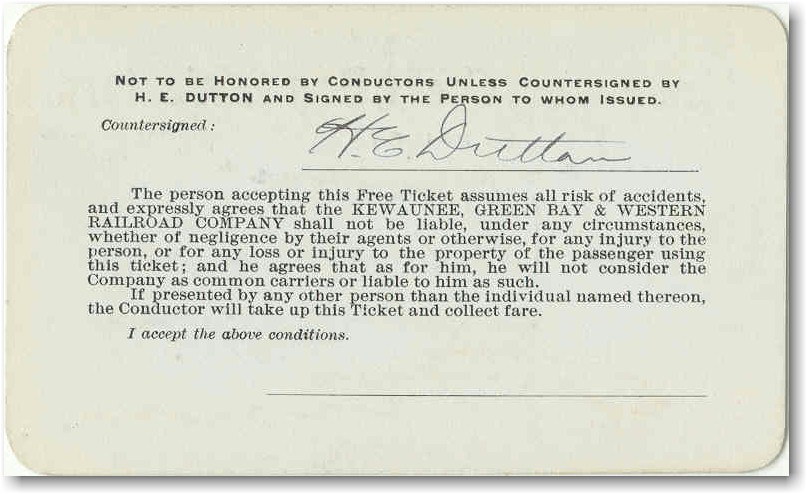 NOT TO BE HONORED BY CONDUCTORS UNLESS COUNTERSIGNED BY
H. E. DUTTON AND SIGNED BY THE PERSON TO WHOM ISSUED.
Countersigned:
H. E. Dutton
The person accepting this Free Ticket assumes all risk of accidents,
and expressly agrees that the KEWAUNEE, GREEN BAY & WESTERN
RAILROAD COMPANY shall not be liable, under any circumstances,
whether of negligence by their agents or otherwise, for any injury to the
person, or for any loss or injury to the property of the passenger using
this ticket; and he agrees that as for him, he will not consider the
Company as common carriers or liable to him as such.
If presented by any other person than the individual named thereon,
the Conductor will take up this Ticket and collect fare.
I accept the above conditions.